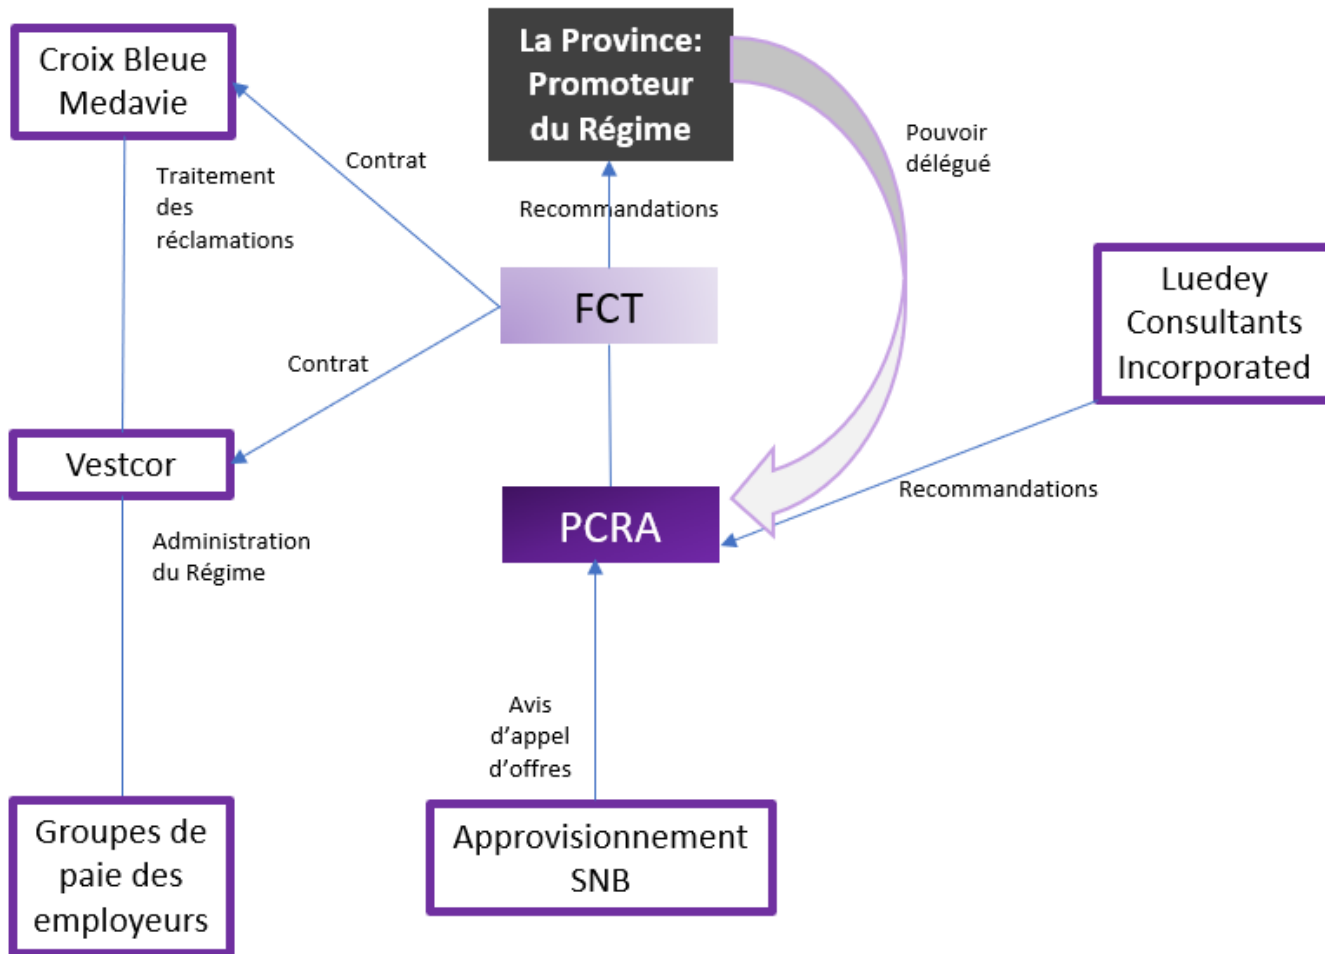 Croix Bleue
Medavie
La Province:
Promoteur
du Régime
Pouvoir
délégué
Contrat
Traitement
des
réclamations
Recommandations
FCT
Luedey
Consultants
Incorporated
Contrat
Vestcor
Recommandations
PCRA
Administration
du Régime
Avis
d’appel
d’offres
Groupes de
paie des
employeurs
Approvisionnement
SNB